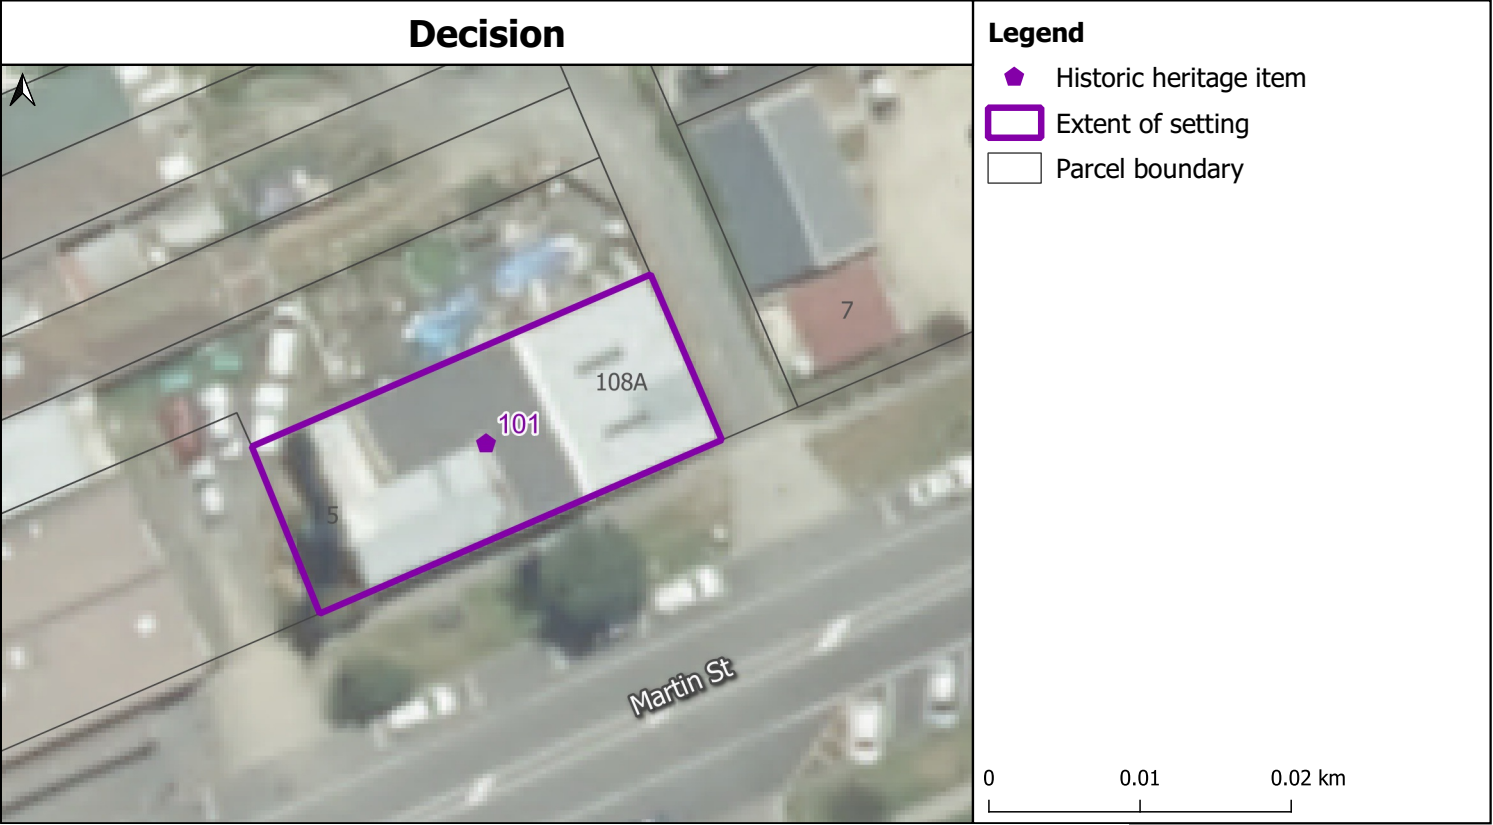 Decision
Legend
Historic heritage item
Extent of setting
Parcel boundary
7
108A
101
5
Martin St
0 0.01 0.02 km